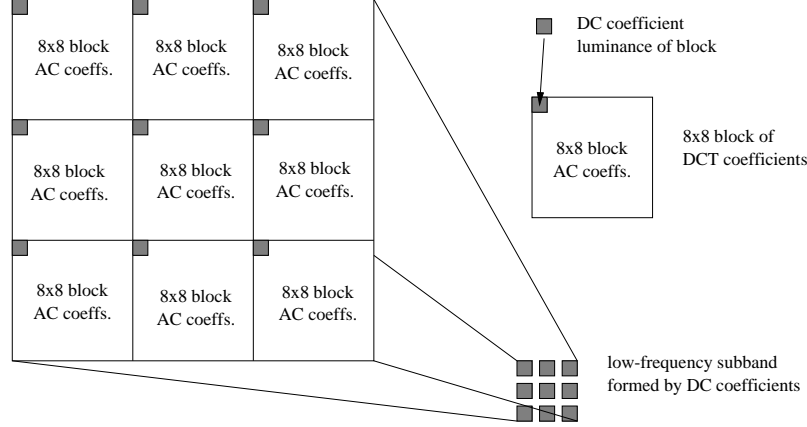 8x8 block
AC coeffs.
8x8 block
AC coeffs.
8x8 block
AC coeffs.
8x8 block
AC coeffs.
8x8 block
AC coeffs.
8x8 block
AC coeffs.
8x8 block
AC coeffs.
8x8 block
AC coeffs.
8x8 block
AC coeffs.
DC coefficient
luminance of block
8x8 block
AC coeffs.
8x8 block of
DCT coefficients
low-frequency subband
formed by DC coefficients